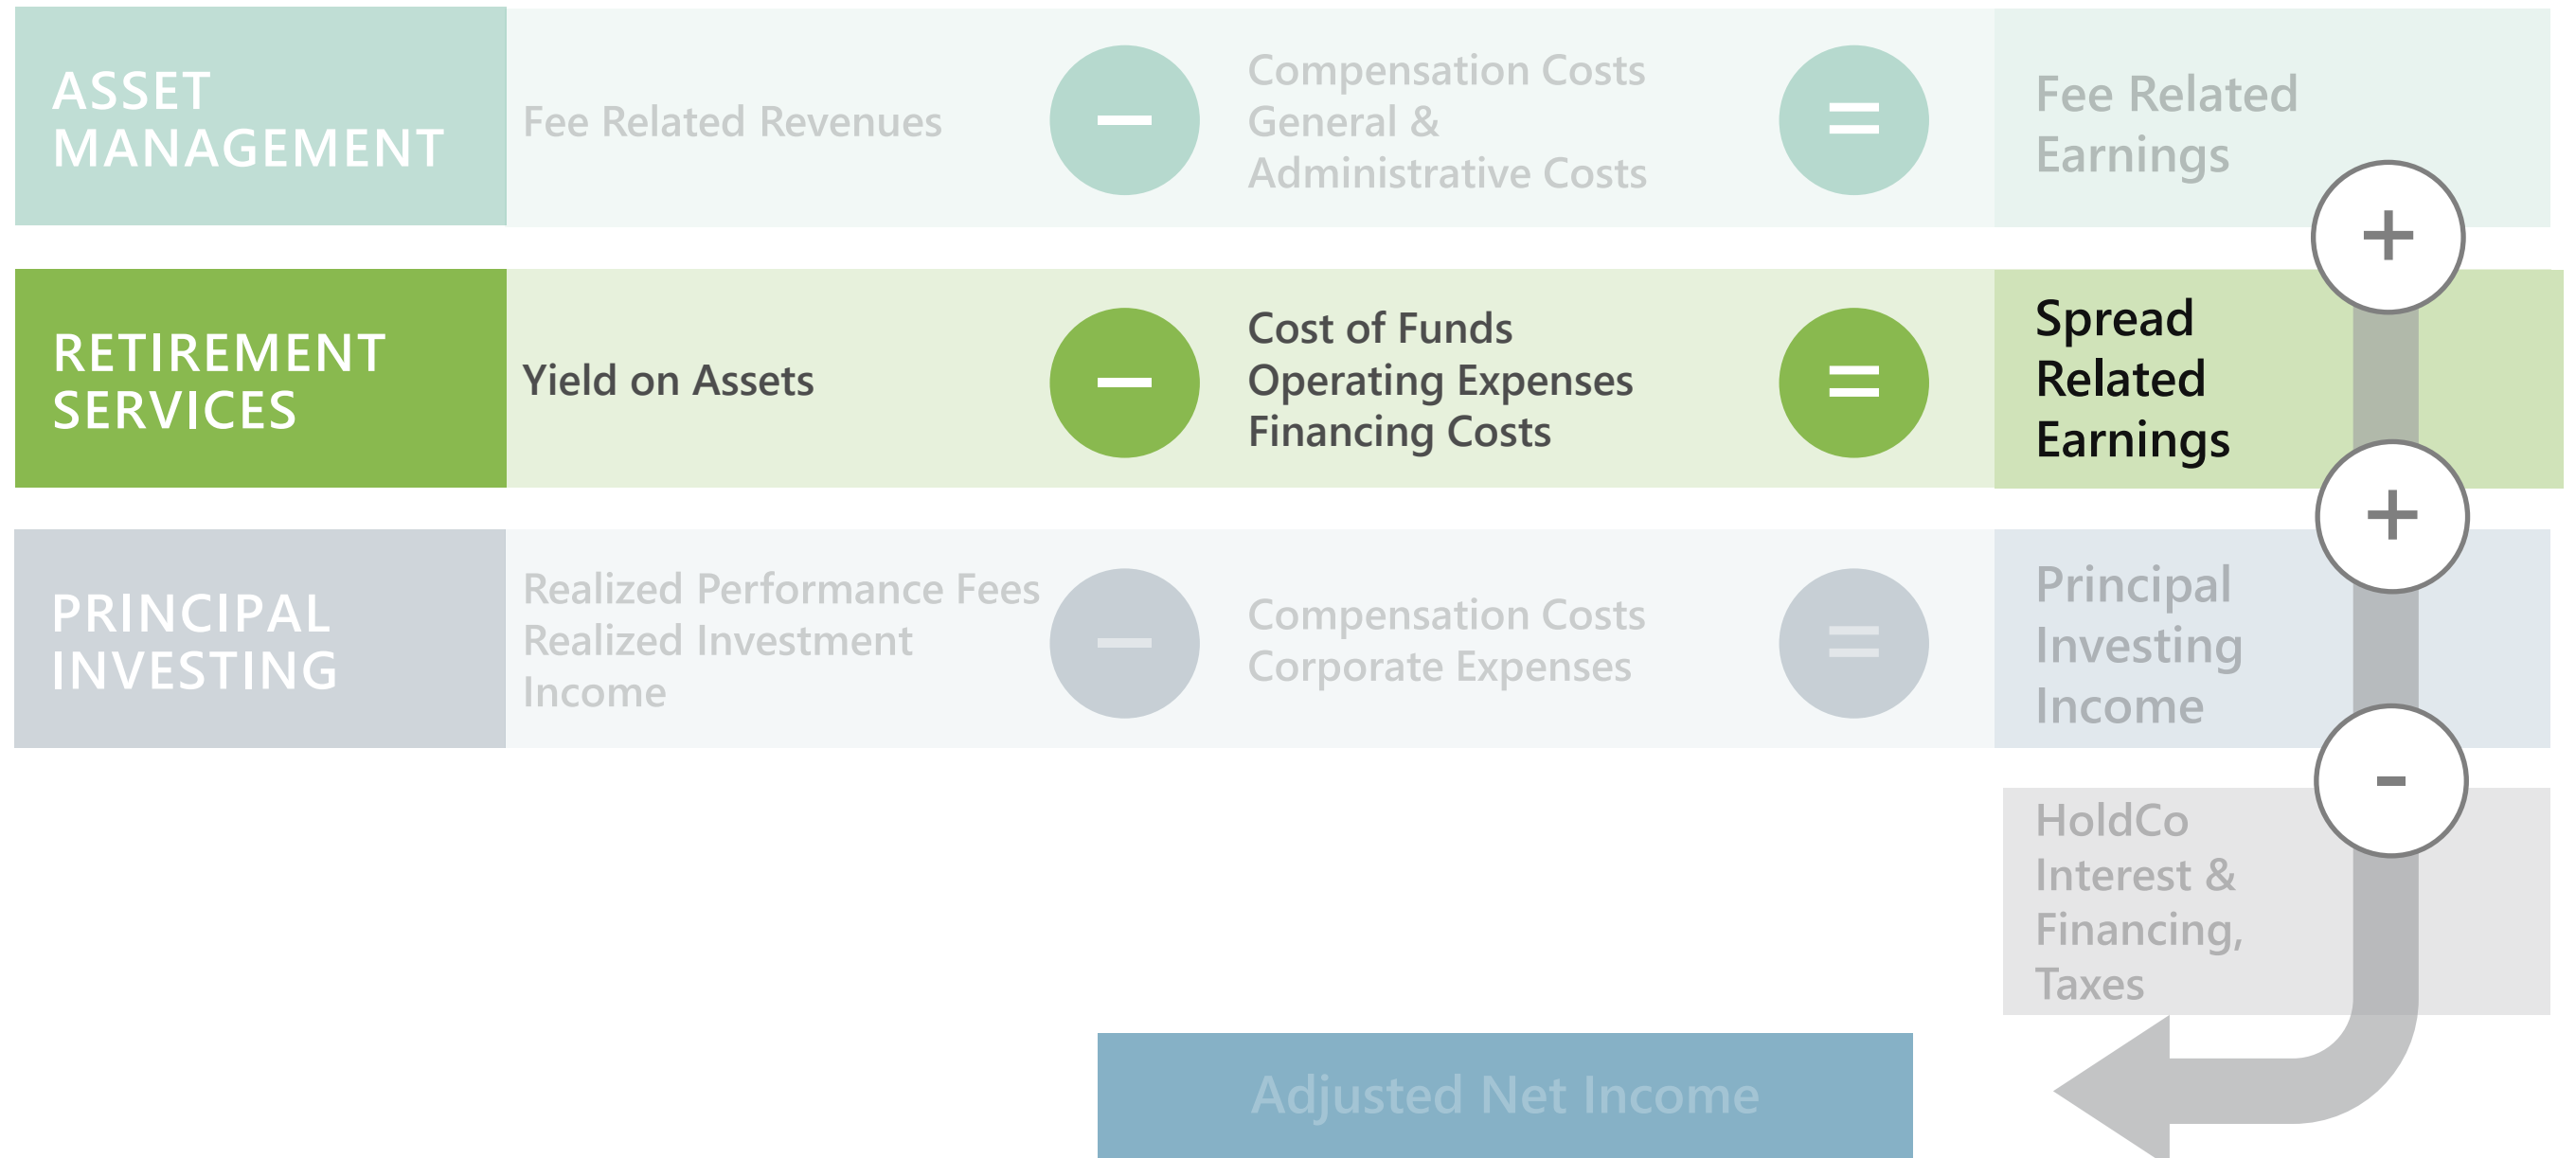 ASSET
MANAGEMENT
Fee Related Revenues
–
Compensation Costs
General &
Administrative Costs
=
Fee Related
Earnings
+
RETIREMENT
SERVICES
Yield on Assets
–
Cost of Funds
Operating Expenses
Financing Costs
=
Spread
Related
Earnings
+
PRINCIPAL
INVESTING
Realized Performance Fees
Realized Investment
Income
–
Compensation Costs
Corporate Expenses
=
Principal
Investing
Income
-
HoldCo
Interest &
Financing,
Taxes
Adjusted Net Income